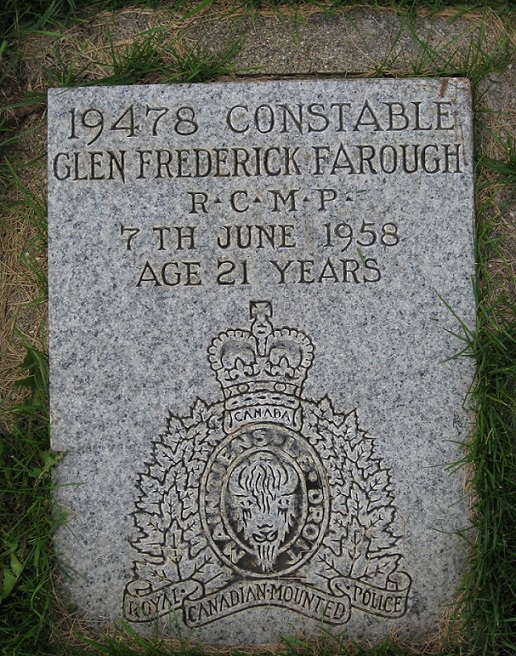 19478 CONSTABLE
GLEN FREDERICK FAROUGH
R·C·M·P·
7TH JUNE 1958
AGE 21 YEARS
CANADA
MAINTIENS LE DROIT
ROYAL CANADIAN·MOUNTED POLICE